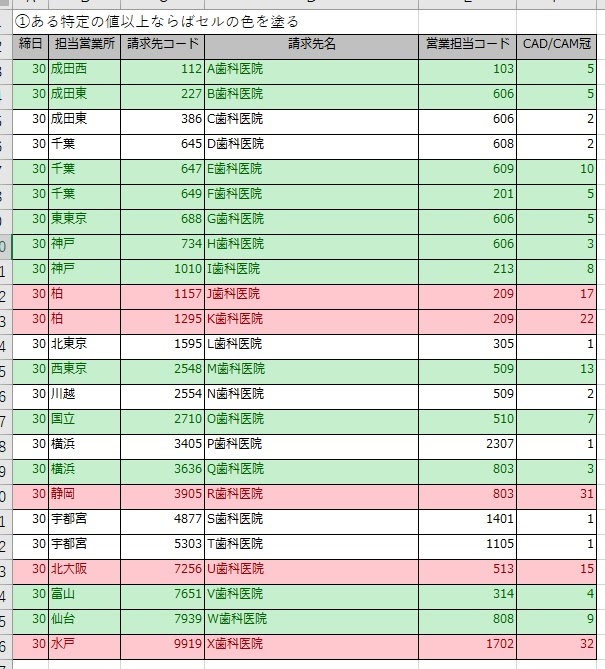 ①ある特定の値以上ならばセルの色を塗る
締日 担当営業所 請求先コード 請求先名 営業担当コード CAD/CAM冠
30 成田西 112 A歯科医院 103 5
30 成田東 227 B歯科医院 606 5
30 成田東 386 C歯科医院 606 2
30 千葉 645 D歯科医院 608 2
30 千葉 647 E歯科医院 609 10
30 千葉 649 F歯科医院 201 5
30 東東京 688 G歯科医院 606 5
30 神戸 734 H歯科医院 606 3
30 神戸 1010 I歯科医院 213 8
30 柏 1157 J歯科医院 209 17
30 柏 1295 K歯科医院 209 22
30 北東京 1595 L歯科医院 305 1
30 西東京 2548 M歯科医院 509 13
30 川越 2554 N歯科医院 509 2
30 国立 2710 O歯科医院 510 7
30 横浜 3405 P歯科医院 2307 1
30 横浜 3636 Q歯科医院 803 3
30 静岡 3905 R歯科医院 803 31
30 宇都宮 4877 S歯科医院 1401 1
30 宇都宮 5303 T歯科医院 1105 1
30 北大阪 7256 U歯科医院 513 15
30 富山 7651 V歯科医院 314 4
30 仙台 7939 W歯科医院 808 9
30 水戸 9919 X歯科医院 1702 32